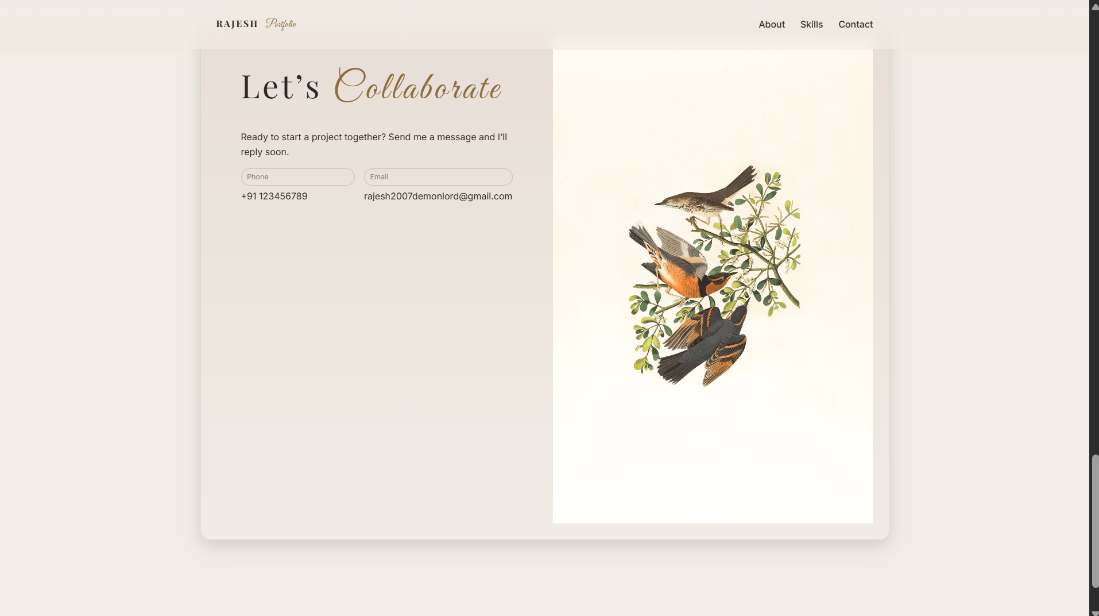 RAJESH Portfolio
About Skills Contact
Let’s Collaborate
Ready to start a project together? Send me a message and I'll
reply soon.
Phone Email
+91 123456789 rajesh2007demonlord@gmail.com